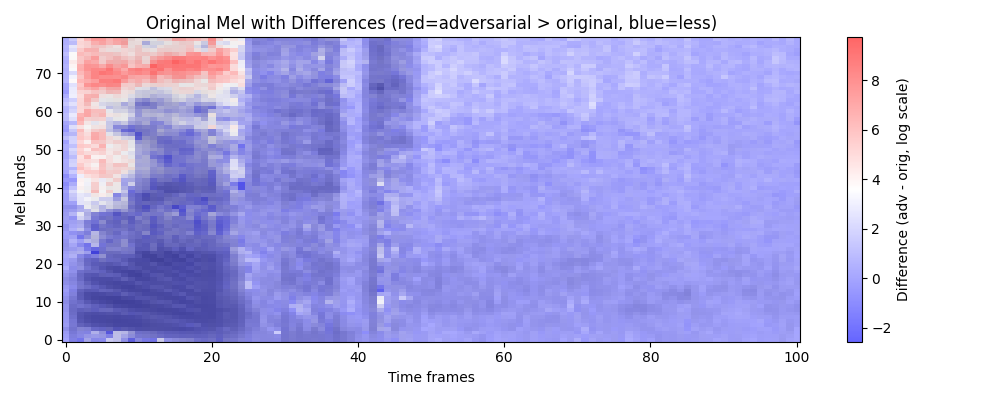 Original Mel with Differences (red=adversarial > original, blue=less)
Mel bands
70
60
50
40
30
20
10
0
0 20 40 60 80 100
Time frames
8
6
4
2
0
−2
Difference (adv - orig, log scale)